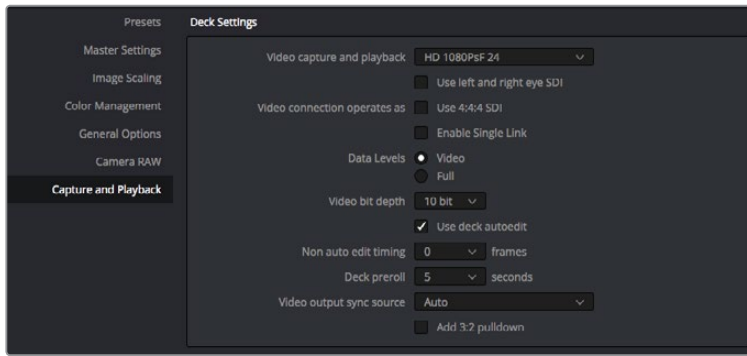 Presets
Master Settings
Image Scaling
Color Management
General Options
Camera RAW
Capture and Playback
Deck Settings
Video capture and playback HD 1080PsF 24
Use left and right eye SDI
Video connection operates as Use 4:4:4 SDI
Enable Single Link
Data Levels Video
Full
Video bit depth 10 bit
Use deck autoedit
Non auto edit timing 0 frames
Deck preroll 5 seconds
Video output sync source Auto
Add 3:2 pulldown